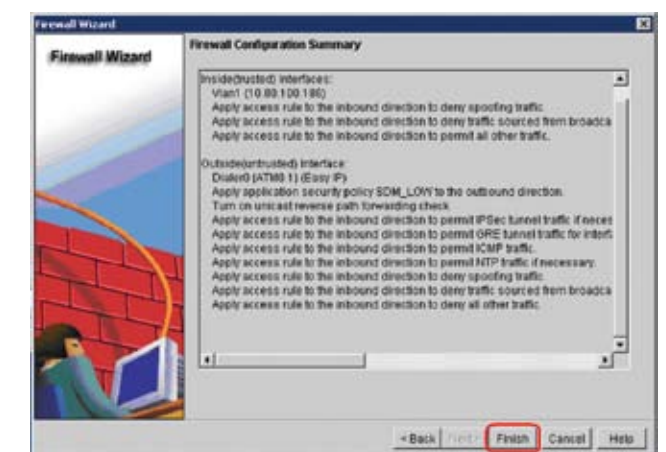 Firewall Wizard
Firewall Wizard
Firewall Configuration Summary
Inside(trusted) Interfaces:
Vlan1 (10.80.100.186)
Apply access rule to the inbound direction to deny spoofing traffic.
Apply access rule to the inbound direction to deny traffic sourced from broadca
Apply access rule to the inbound direction to permit all other traffic.
Outside(untrusted) Interface:
Dialer0 (ATM0.1) (Easy IP)
Apply application security policy SDM_LOW to the outbound direction.
Turn on unicast reverse path forwarding check
Apply access rule to the inbound direction to permit IPSec tunnel traffic if neces
Apply access rule to the inbound direction to permit GRE tunnel traffic for interfa
Apply access rule to the inbound direction to permit ICMP traffic.
Apply access rule to the inbound direction to permit NTP traffic if necessary.
Apply access rule to the inbound direction to deny spoofing traffic.
Apply access rule to the inbound direction to deny traffic sourced from broadca
Apply access rule to the inbound direction to deny all other traffic.
< Back Next > Finish Cancel Help